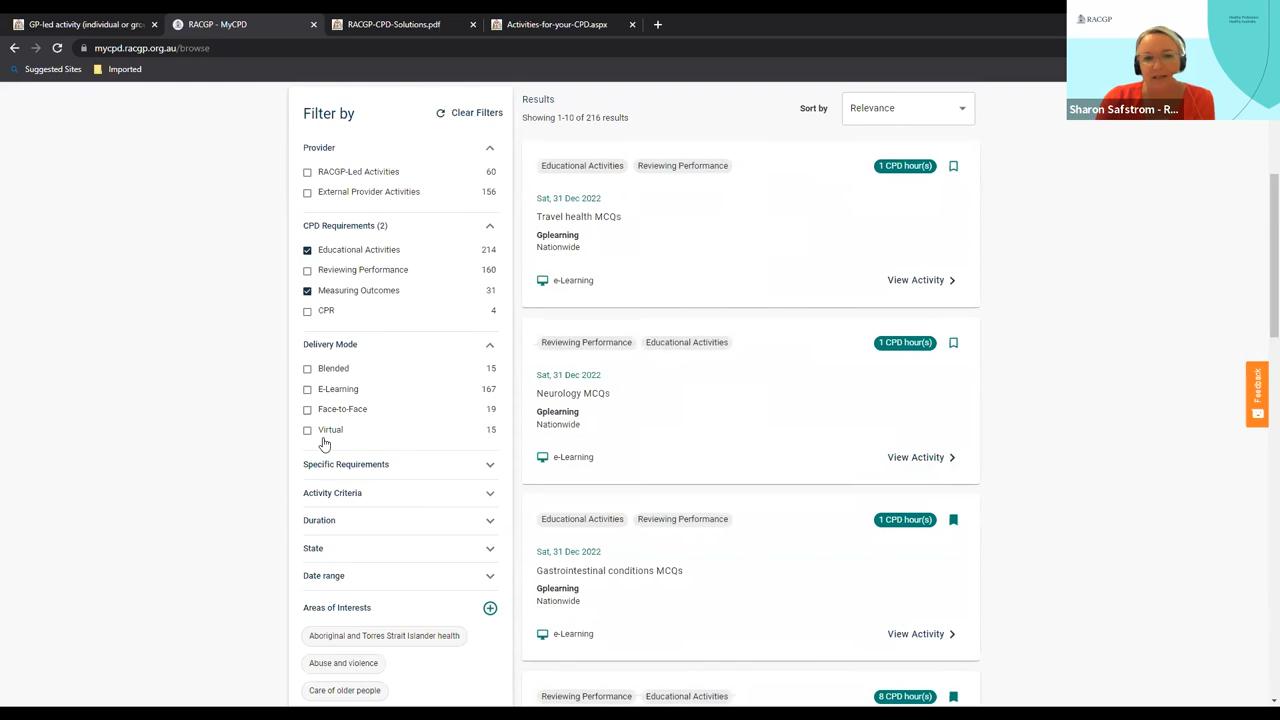 GP-led activity (individual or gro
RACGP - MyCPD
RACGP-CPD-Solutions.pdf
Activities-for-your-CPD.aspx
mycpd.racgp.org.au/browse
Suggested Sites
Imported
RACGP
Healthy Profession.
Healthy Australia.
Sharon Safstrom - R...
Filter by
Clear Filters
Provider
RACGP-Led Activities 60
External Provider Activities 156
CPD Requirements (2)
Educational Activities 214
Reviewing Performance 160
Measuring Outcomes 31
CPR 4
Delivery Mode
Blended 15
E-Learning 167
Face-to-Face 19
Virtual 15
Specific Requirements
Activity Criteria
Duration
State
Date range
Areas of Interests
Aboriginal and Torres Strait Islander health
Abuse and violence
Care of older people
Results
Showing 1-10 of 216 results
Sort by
Relevance
Educational Activities Reviewing Performance 1 CPD hour(s)
Sat, 31 Dec 2022
Travel health MCQs
Gplearning
Nationwide
e-Learning View Activity
Reviewing Performance Educational Activities 1 CPD hour(s)
Sat, 31 Dec 2022
Neurology MCQs
Gplearning
Nationwide
e-Learning View Activity
Educational Activities Reviewing Performance 1 CPD hour(s)
Sat, 31 Dec 2022
Gastrointestinal conditions MCQs
Gplearning
Nationwide
e-Learning View Activity
Reviewing Performance Educational Activities 8 CPD hour(s)
Feedback